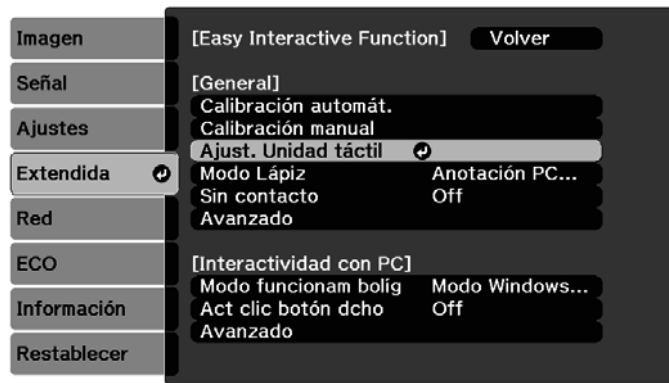 Imagen
Señal
Ajustes
Extendida
Red
ECO
Información
Restablecer
[Easy Interactive Function] Volver
[General]
Calibración automát.
Calibración manual
Ajust. Unidad táctil
Modo Lápiz Anotación PC...
Sin contacto Off
Avanzado
[Interactividad con PC]
Modo funcionam bolíg Modo Windows...
Act clic botón dcho Off
Avanzado